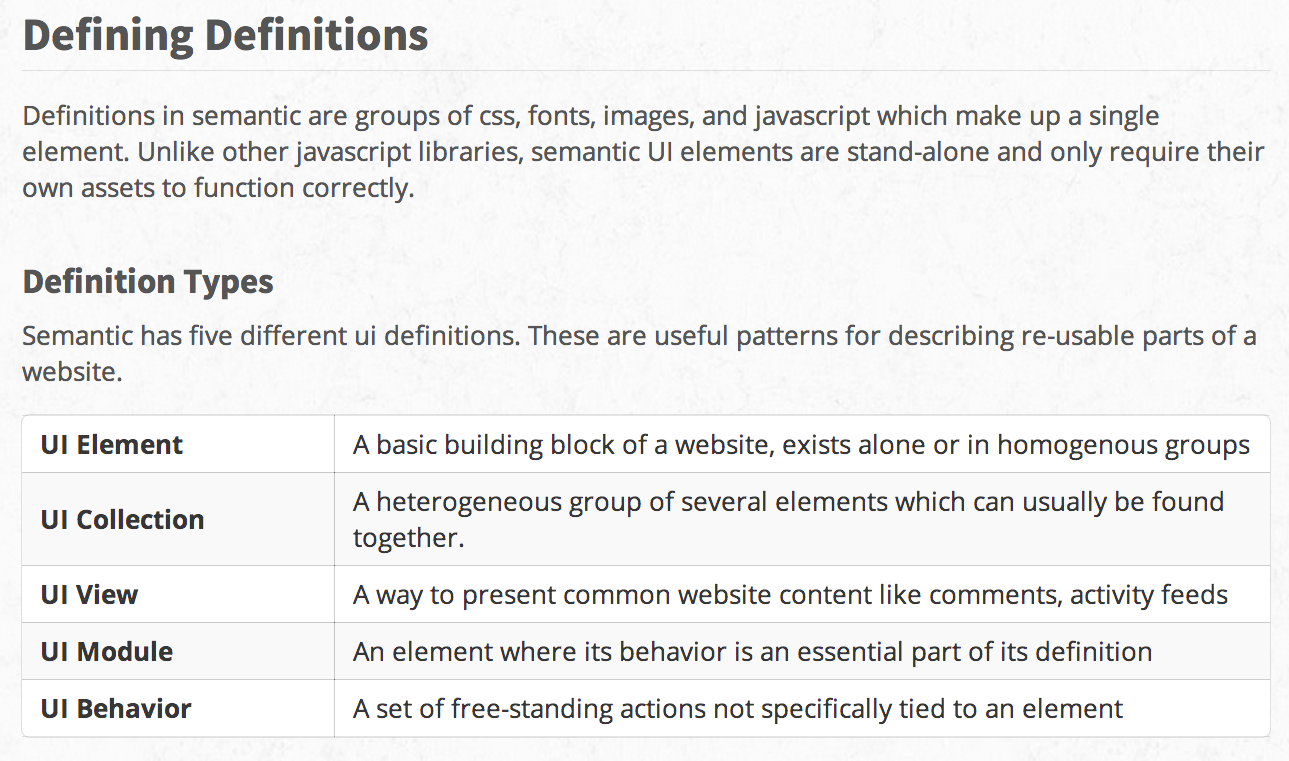 Defining Definitions
Definitions in semantic are groups of css, fonts, images, and javascript which make up a single
element. Unlike other javascript libraries, semantic UI elements are stand-alone and only require their
own assets to function correctly.
Definition Types
Semantic has five different ui definitions. These are useful patterns for describing re-usable parts of a
website.
UI Element A basic building block of a website, exists alone or in homogenous groups
UI Collection A heterogeneous group of several elements which can usually be found
together.
UI View A way to present common website content like comments, activity feeds
UI Module An element where its behavior is an essential part of its definition
UI Behavior A set of free-standing actions not specifically tied to an element